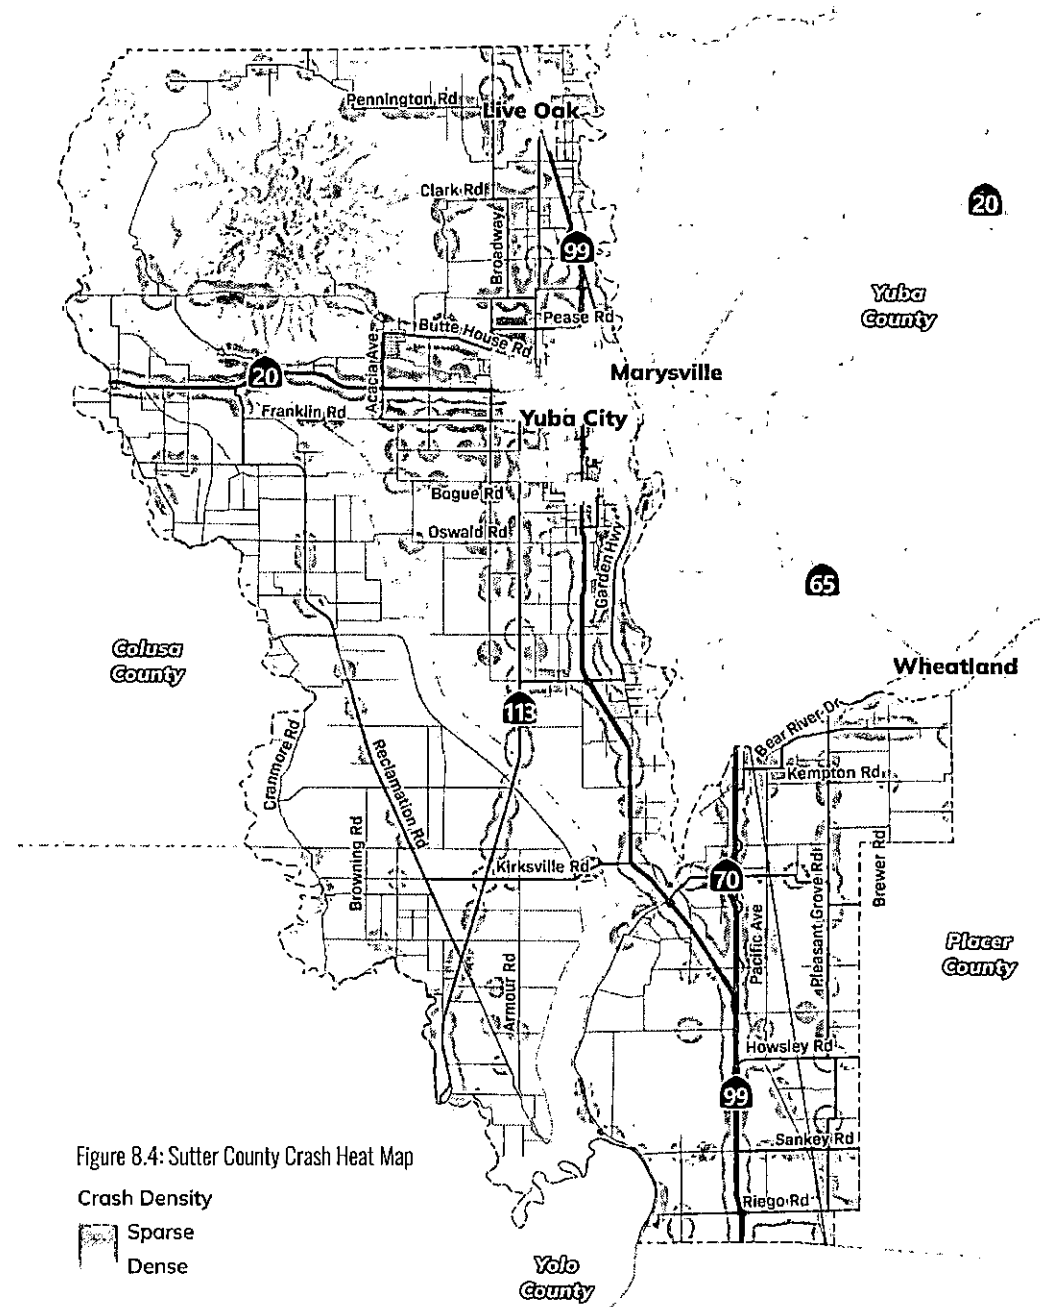 Pennington Rd
Live Oak
Clark Rd
20
Broadway
99
Yuba
County
Pease Rd
Butte House Rd
Acacia Ave
20
Marysville
Franklin Rd
Yuba City
Bogue Rd
Oswald Rd
Garden Hwy
65
Colusa
County
Wheatland
113
Bear River Dr
Cranmore Rd
Reclamation Rd
Kempton Rd
Browning Rd
Kirksville Rd
70
Pleasant Grove Rd
Brewer Rd
Pacific Ave
Placer
County
Armour Rd
Howsley Rd
99
Sankey Rd
Figure 8.4: Sutter County Crash Heat Map
Crash Density
Riego Rd
Sparse
Dense
Yolo
County